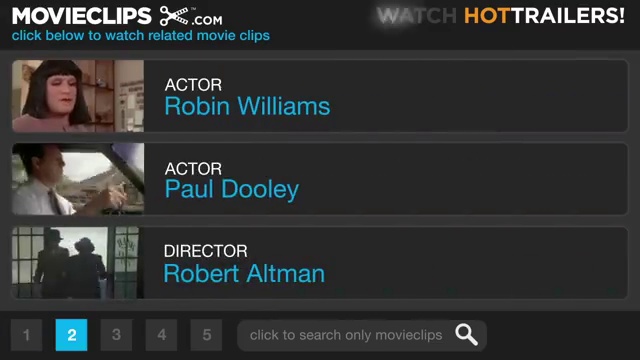 MOVIECLIPS .COM
WATCH HOTTRAILERS!
click below to watch related movie clips
ACTOR
Robin Williams
ACTOR
Paul Dooley
DIRECTOR
Robert Altman
1 2 3 4 5
click to search only movieclips